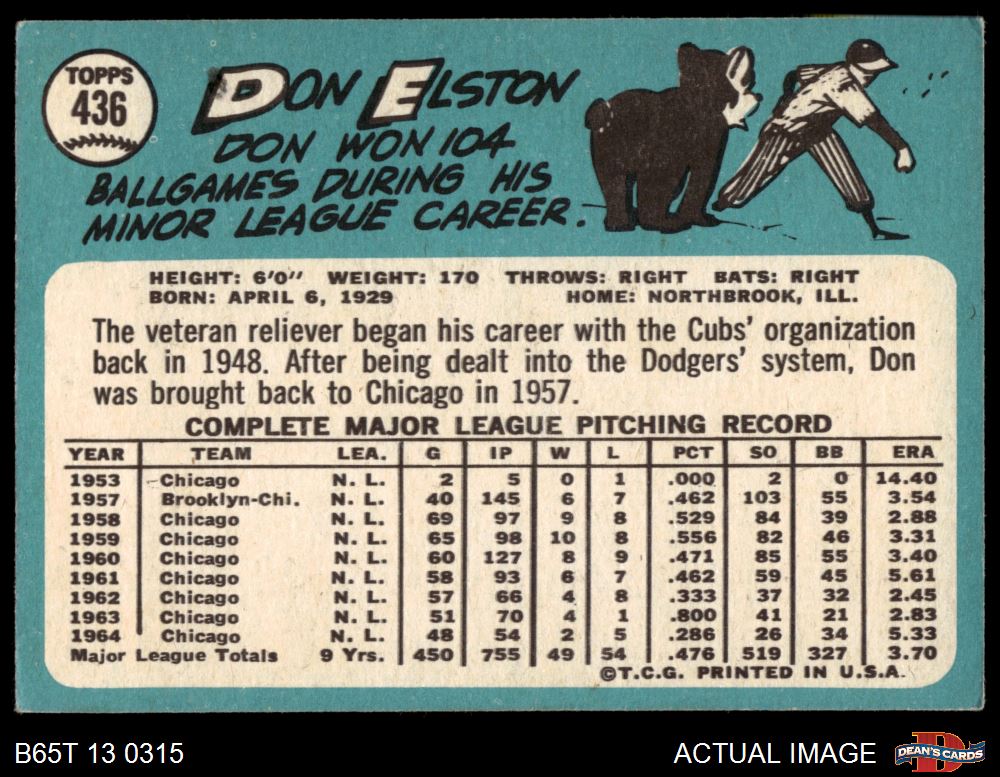 TOPPS
436
DON ELSTON
DON WON 104
BALLGAMES DURING HIS
MINOR LEAGUE CAREER.
HEIGHT: 6'0" WEIGHT: 170 THROWS: RIGHT BATS: RIGHT
BORN: APRIL 6, 1929 HOME: NORTHBROOK, ILL.
The veteran reliever began his career with the Cubs' organization
back in 1948. After being dealt into the Dodgers' system, Don
was brought back to Chicago in 1957.
COMPLETE MAJOR LEAGUE PITCHING RECORD
YEAR TEAM LEA. G IP W L PCT SO BB ERA
1953 Chicago N. L. 2 5 0 1 .000 2 0 14.40
1957 Brooklyn-Chi. N. L. 40 145 6 7 .462 103 55 3.54
1958 Chicago N. L. 69 97 9 8 .529 84 39 2.88
1959 Chicago N. L. 65 98 10 8 .556 82 46 3.31
1960 Chicago N. L. 60 127 8 9 .471 85 55 3.40
1961 Chicago N. L. 58 93 6 7 .462 59 45 5.61
1962 Chicago N. L. 57 66 4 8 .333 37 32 2.45
1963 Chicago N. L. 51 70 4 1 .800 41 21 2.83
1964 Chicago N. L. 48 54 2 5 .286 26 34 5.33
Major League Totals 9 Yrs. 450 755 49 54 .476 519 327 3.70
©T.C.G. PRINTED IN U.S.A.
B65T 13 0315 ACTUAL IMAGE D DEAN'S CARDS